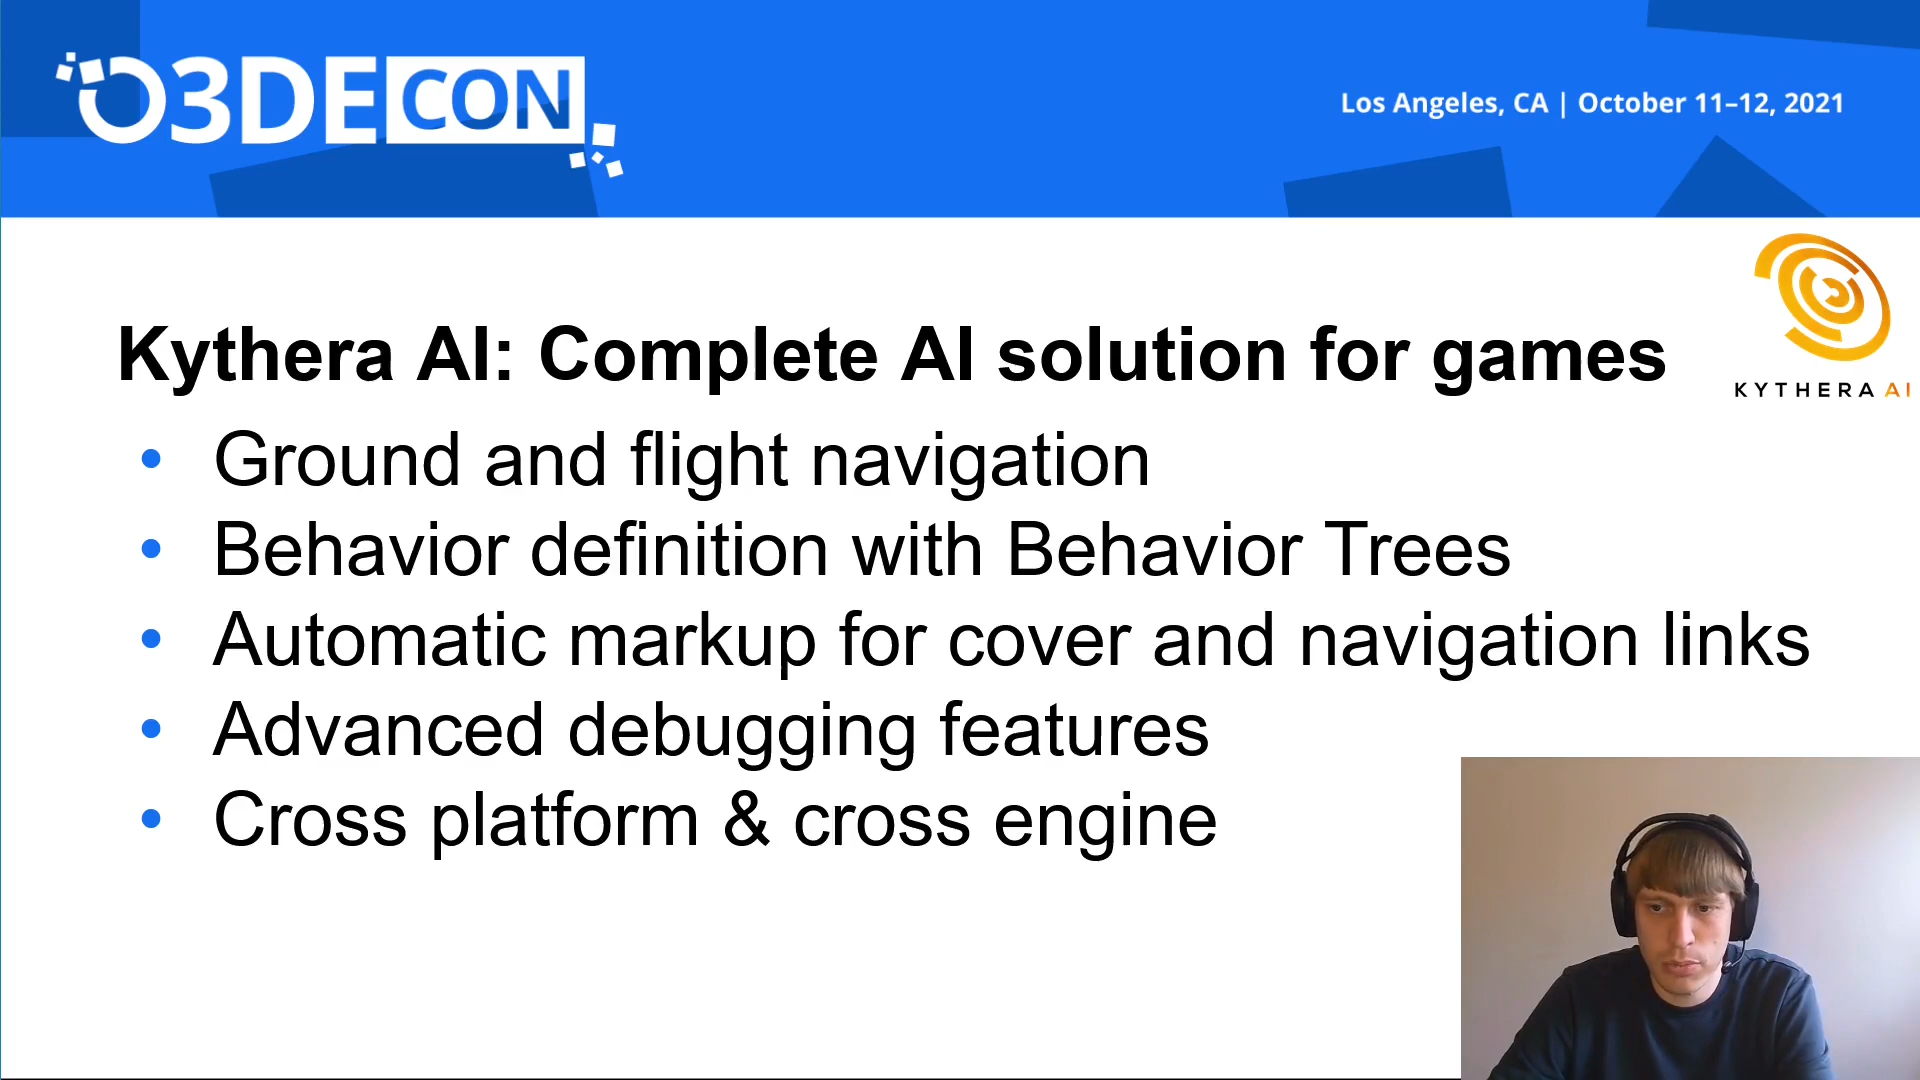 O3DECON
Los Angeles, CA | October 11–12, 2021
KYTHERA AI
Kythera AI: Complete AI solution for games
• Ground and flight navigation
• Behavior definition with Behavior Trees
• Automatic markup for cover and navigation links
• Advanced debugging features
• Cross platform & cross engine